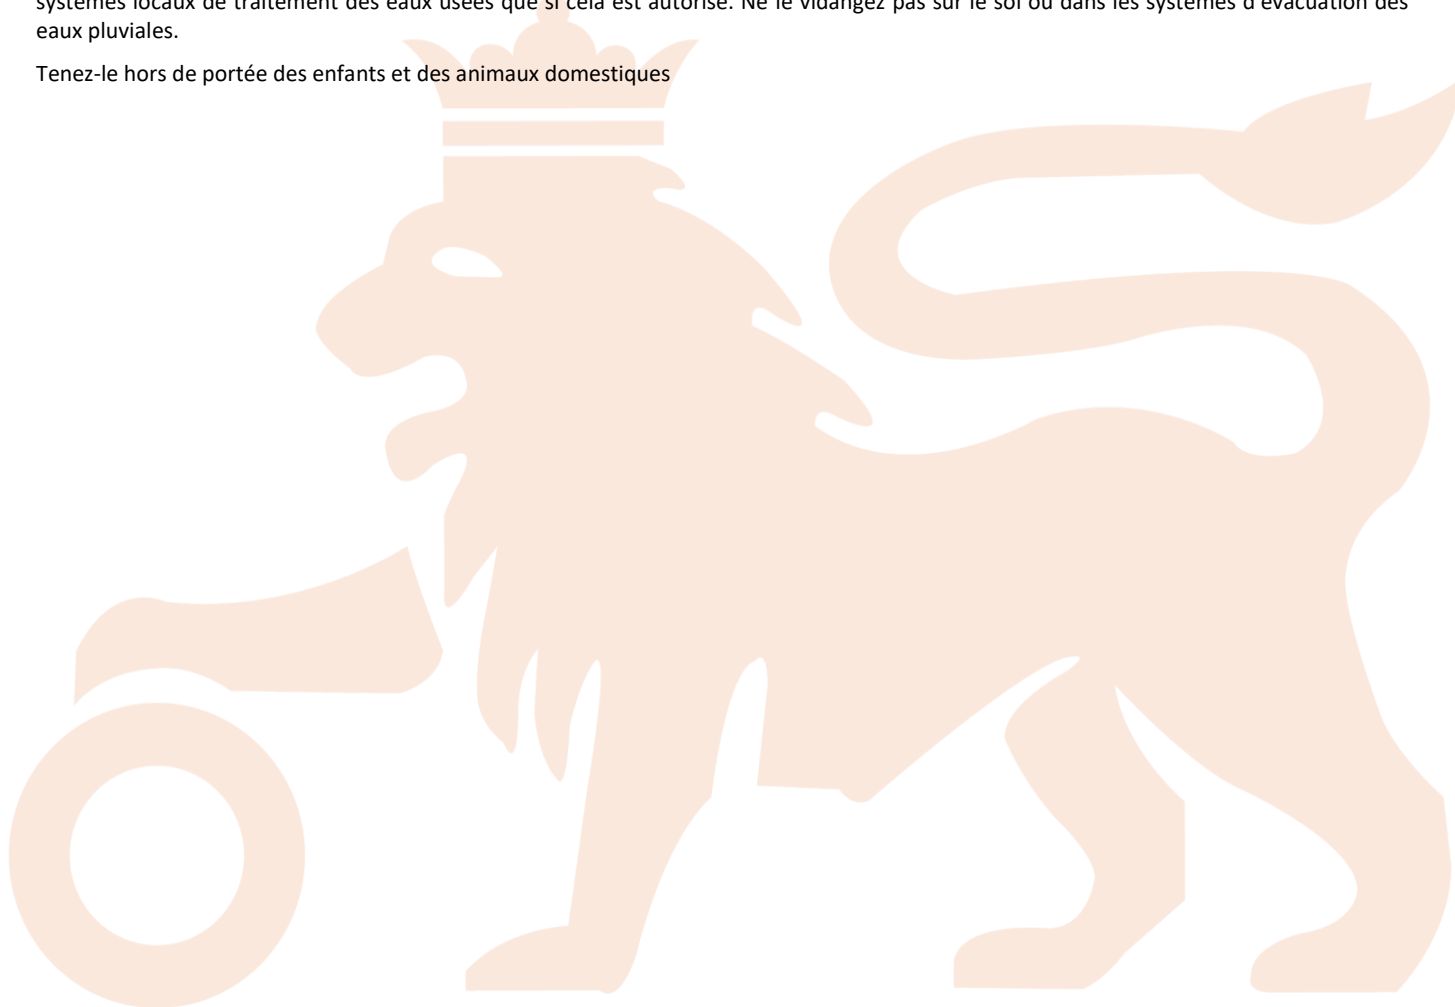 systèmes locaux de traitement des eaux usées que si cela est autorisé. Ne le vidangez pas sur le sol ou dans les systèmes d'évacuation des
eaux pluviales.
Tenez-le hors de portée des enfants et des animaux domestiques